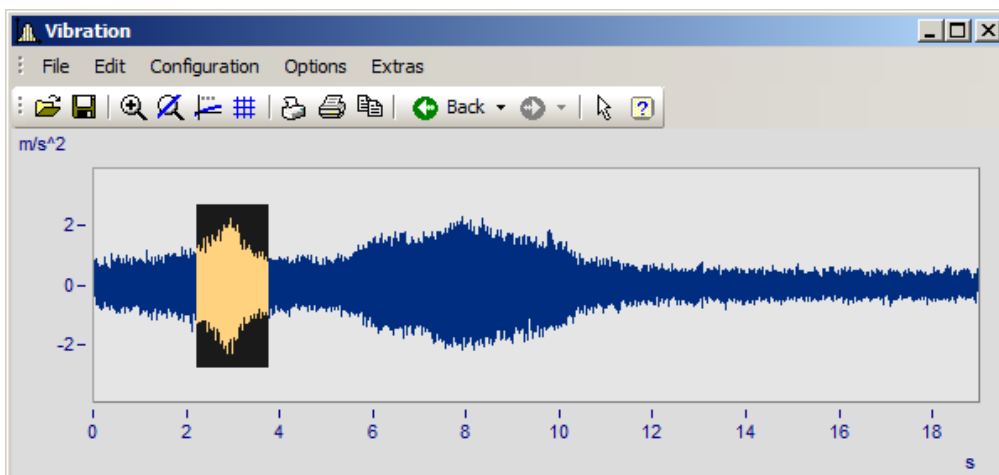 Vibration
File Edit Configuration Options Extras
Back
m/s^2
2
0
-2
0 2 4 6 8 10 12 14 16 18
s